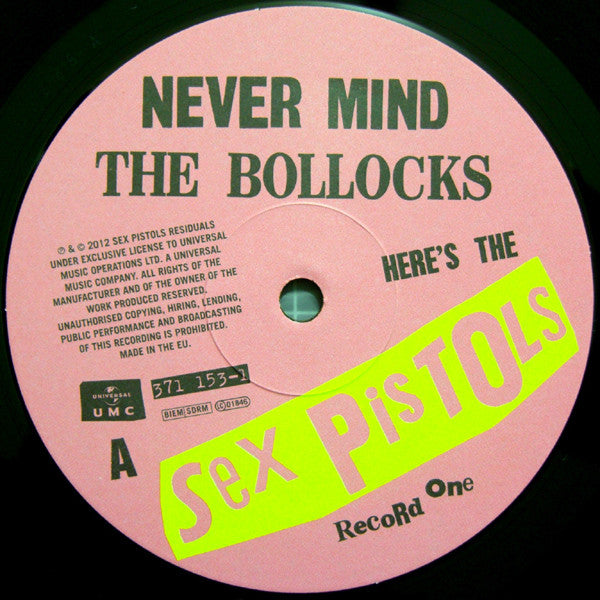 NEVER MIND
THE BOLLOCKS
HERE'S THE
Sex PisTOLs
℗ & © 2012 SEX PISTOLS RESIDUALS
UNDER EXCLUSIVE LICENSE TO UNIVERSAL
MUSIC OPERATIONS LTD. A UNIVERSAL
MUSIC COMPANY. ALL RIGHTS OF THE
MANUFACTURER AND OF THE OWNER OF THE
WORK PRODUCED RESERVED.
UNAUTHORISED COPYING, HIRING, LENDING,
PUBLIC PERFORMANCE AND BROADCASTING
OF THIS RECORDING IS PROHIBITED.
MADE IN THE EU.
UNIVERSAL
UMC
371 153-1
BIEM/SDRM
LC 01846
A
RecoRd One